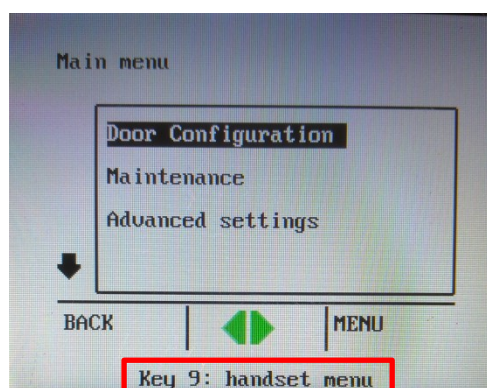 Main menu
Door Configuration
Maintenance
Advanced settings
BACK MENU
Key 9: handset menu